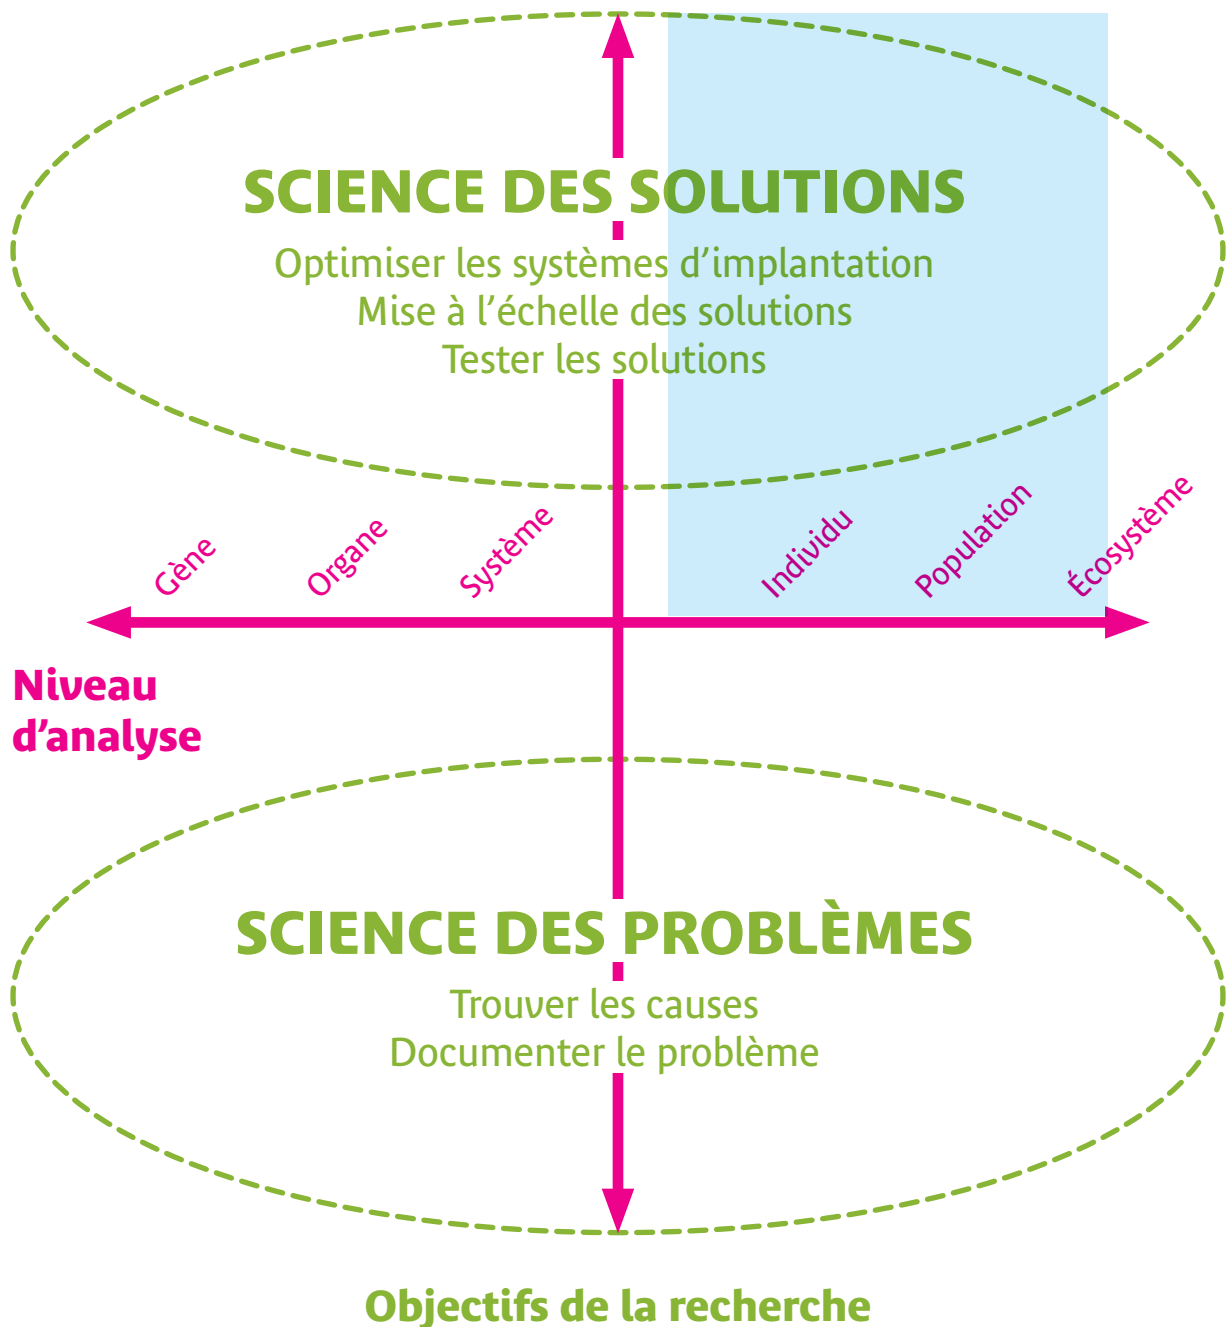 SCIENCE DES SOLUTIONS
Optimiser les systèmes d’implantation
Mise à l’échelle des solutions
Tester les solutions
Gène
Organe
Système
Individu
Population
Écosystème
Niveau
d’analyse
SCIENCE DES PROBLÈMES
Trouver les causes
Documenter le problème
Objectifs de la recherche